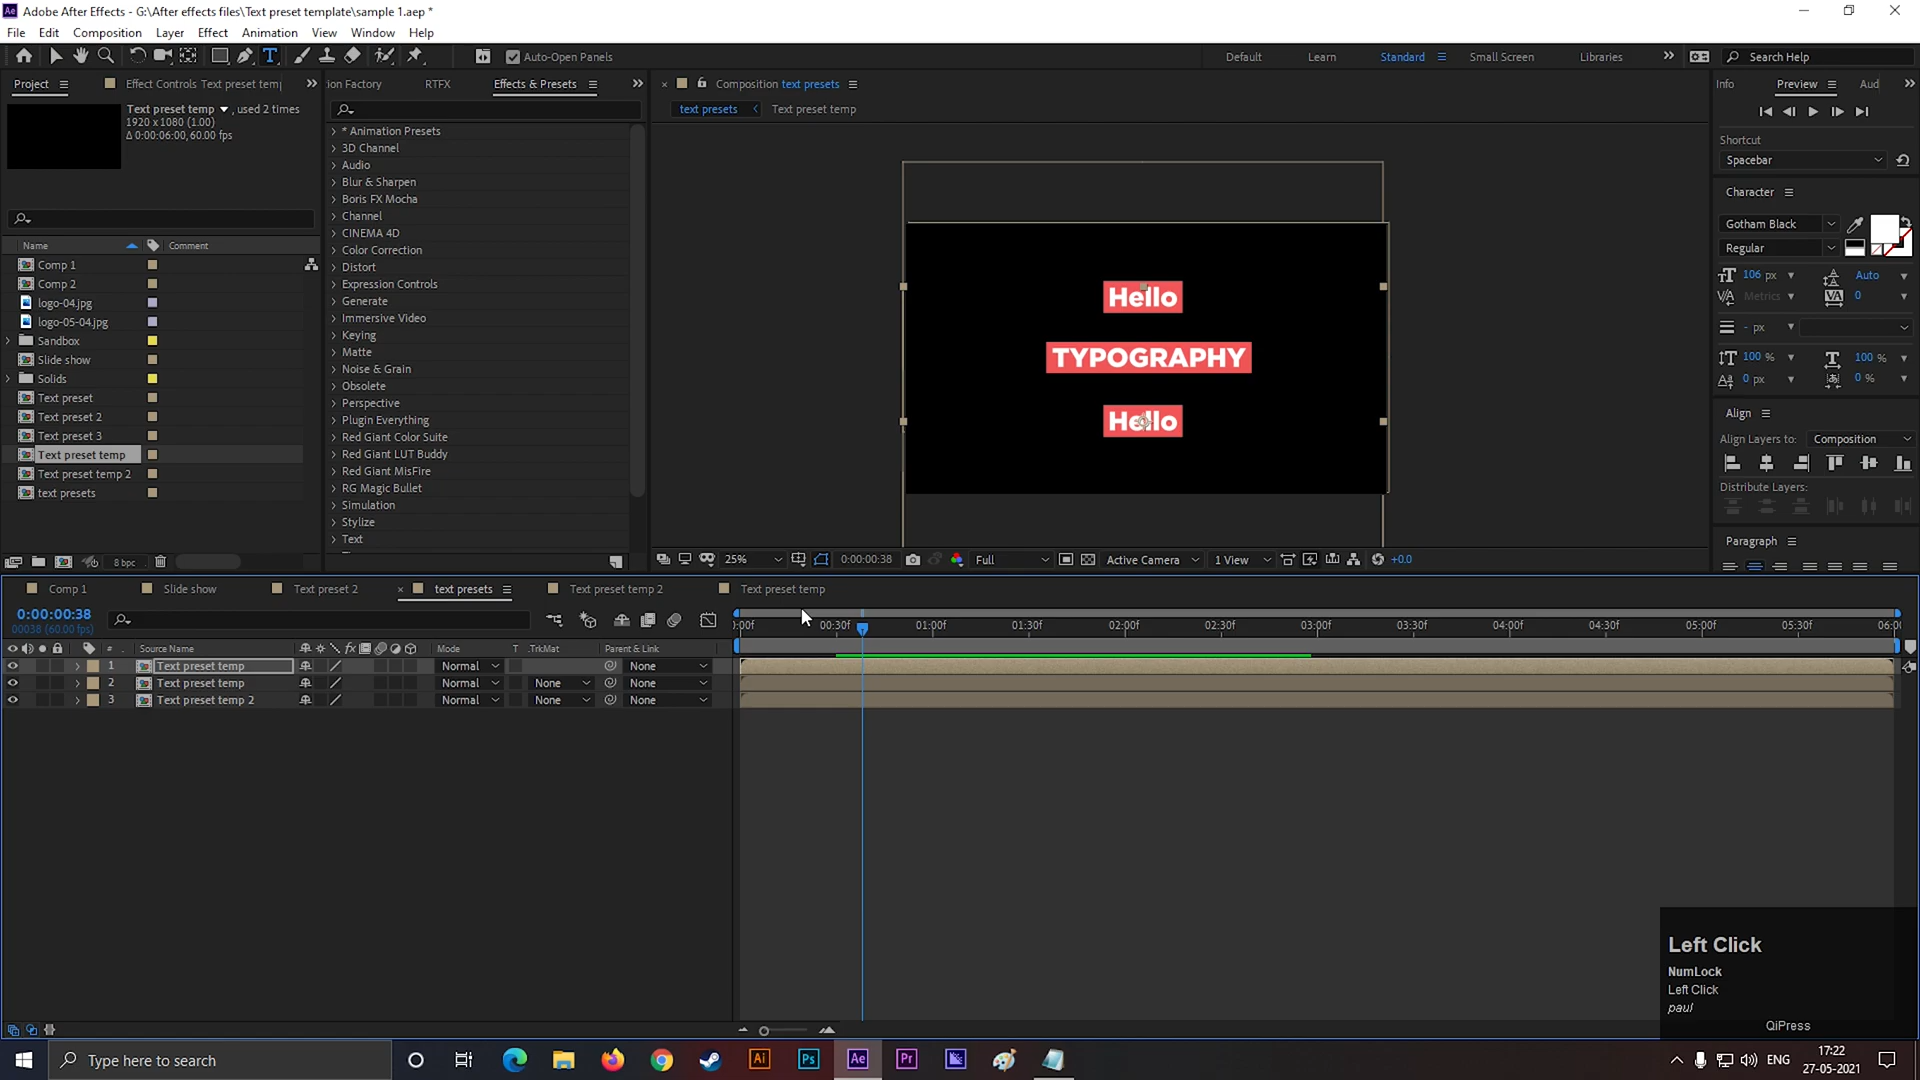 Adobe After Effects - G:\After effects files\Text preset template\sample 1.aep *
File Edit Composition Layer Effect Animation View Window Help
Auto-Open Panels
Default Learn Standard Small Screen Libraries Search Help
Project Effect Controls Text preset tem
Text preset temp , used 2 times
1920 x 1080 (1.00)
Δ 0:00:06:00, 60.00 fps
Name Comment
Comp 1
Comp 2
logo-04.jpg
logo-05-04.jpg
Sandbox
Slide show
Solids
Text preset
Text preset 2
Text preset 3
Text preset temp
Text preset temp 2
text presets
8 bpc
ion Factory RTFX Effects & Presets
* Animation Presets
3D Channel
Audio
Blur & Sharpen
Boris FX Mocha
Channel
CINEMA 4D
Color Correction
Distort
Expression Controls
Generate
Immersive Video
Keying
Matte
Noise & Grain
Obsolete
Perspective
Plugin Everything
Red Giant Color Suite
Red Giant LUT Buddy
Red Giant MisFire
RG Magic Bullet
Simulation
Stylize
Text
Composition text presets
text presets Text preset temp
Hello
TYPOGRAPHY
Hello
25% 0:00:00:38 Full Active Camera 1 View +0.0
Info Preview Aud
Shortcut
Spacebar
Character
Gotham Black
Regular
106 px Auto
Metrics 0
- px
100 % 100 %
0 px 0 %
Align
Align Layers to: Composition
Distribute Layers:
Paragraph
Comp 1 Slide show Text preset 2 text presets Text preset temp 2 Text preset temp
0:00:00:38
00038 (60.00 fps)
:00f 00:30f 01:00f 01:30f 02:00f 02:30f 03:00f 03:30f 04:00f 04:30f 05:00f 05:30f 06:0
# Source Name Mode T .TrkMat Parent & Link
1 Text preset temp Normal None
2 Text preset temp Normal None None
3 Text preset temp 2 Normal None None
Left Click
NumLock
Left Click
paul
QiPress
Type here to search
Ai Ps Ae Pr
ENG
17:22
27-05-2021